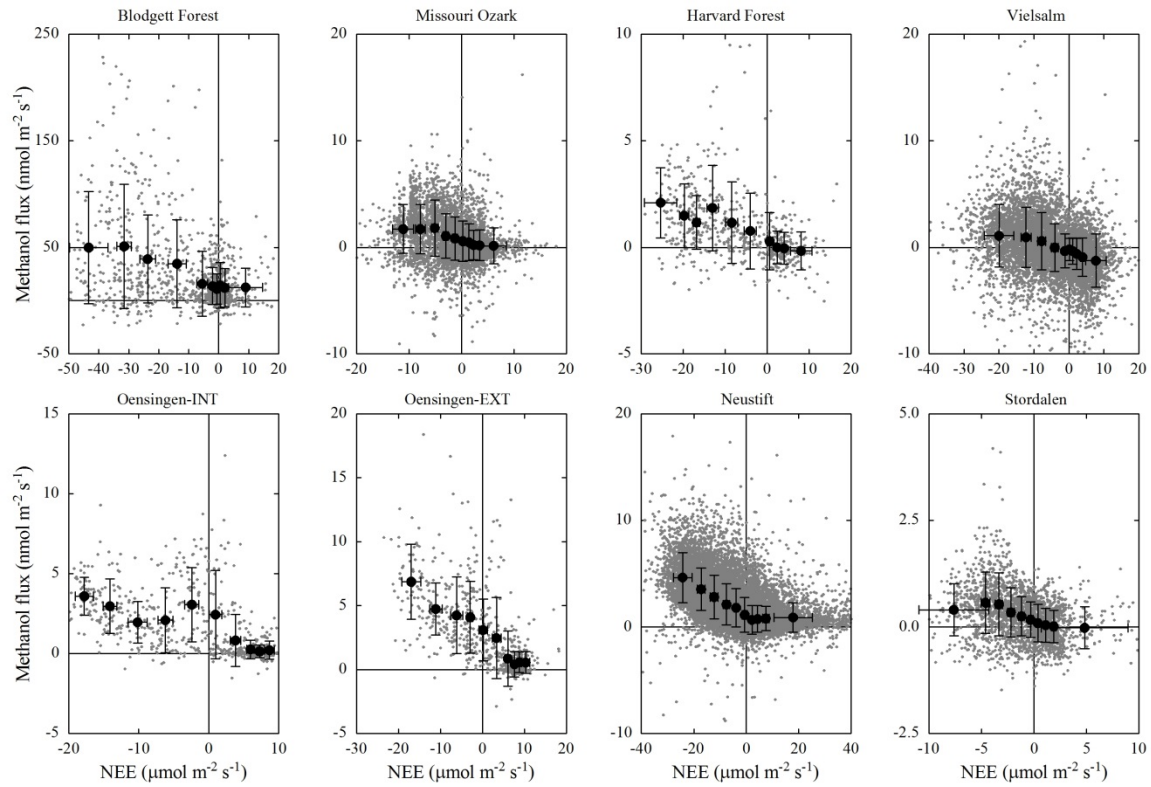 Blodgett Forest
Missouri Ozark
Harvard Forest
Vielsalm
250
150
50
-50
20
10
0
-10
10
5
0
-5
20
10
0
-10
Methanol flux (nmol m-2 s-1)
-50 -40 -30 -20 -10 0 10 20
-20 -10 0 10 20
-30 -20 -10 0 10 20
-40 -30 -20 -10 0 10 20
Oensingen-INT
Oensingen-EXT
Neustift
Stordalen
15
10
5
0
-5
20
15
10
5
0
-5
20
10
0
-10
5.0
2.5
0.0
-2.5
Methanol flux (nmol m-2 s-1)
-20 -10 0 10
-30 -20 -10 0 10 20
-40 -20 0 20 40
-10 -5 0 5 10
NEE (μmol m-2 s-1)
NEE (μmol m-2 s-1)
NEE (μmol m-2 s-1)
NEE (μmol m-2 s-1)